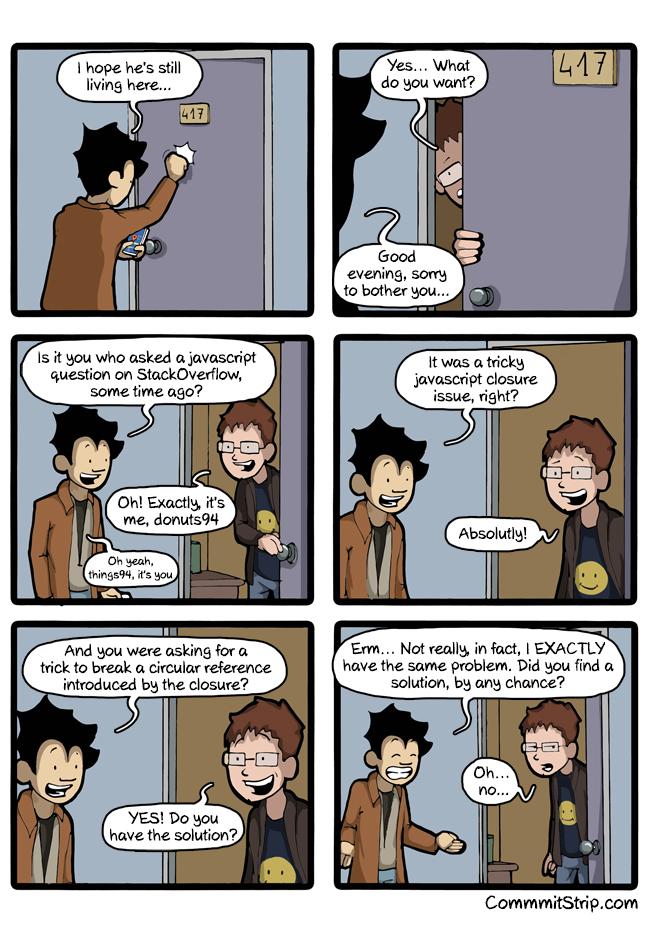 I hope he's still
living here...
417
Yes... What
do you want?
417
Good
evening, sorry
to bother you...
Is it you who asked a javascript
question on StackOverflow,
some time ago?
Oh! Exactly, it's
me, donuts94
Oh yeah,
things94, it's you
It was a tricky
javascript closure
issue, right?
Absolutly!
And you were asking for a
trick to break a circular reference
introduced by the closure?
YES! Do you
have the solution?
Erm... Not really, in fact, I EXACTLY
have the same problem. Did you find a
solution, by any chance?
Oh...
no...
CommmitStrip.com